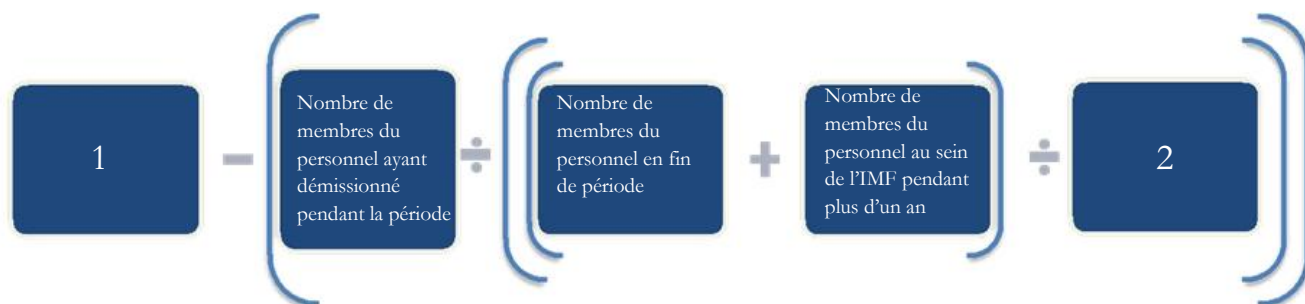 1
−
Nombre de
membres du
personnel ayant
démissionné
pendant la période
÷
Nombre de
membres du
personnel en fin
de période
+
Nombre de
membres du
personnel au sein
de l’IMF pendant
plus d’un an
÷
2